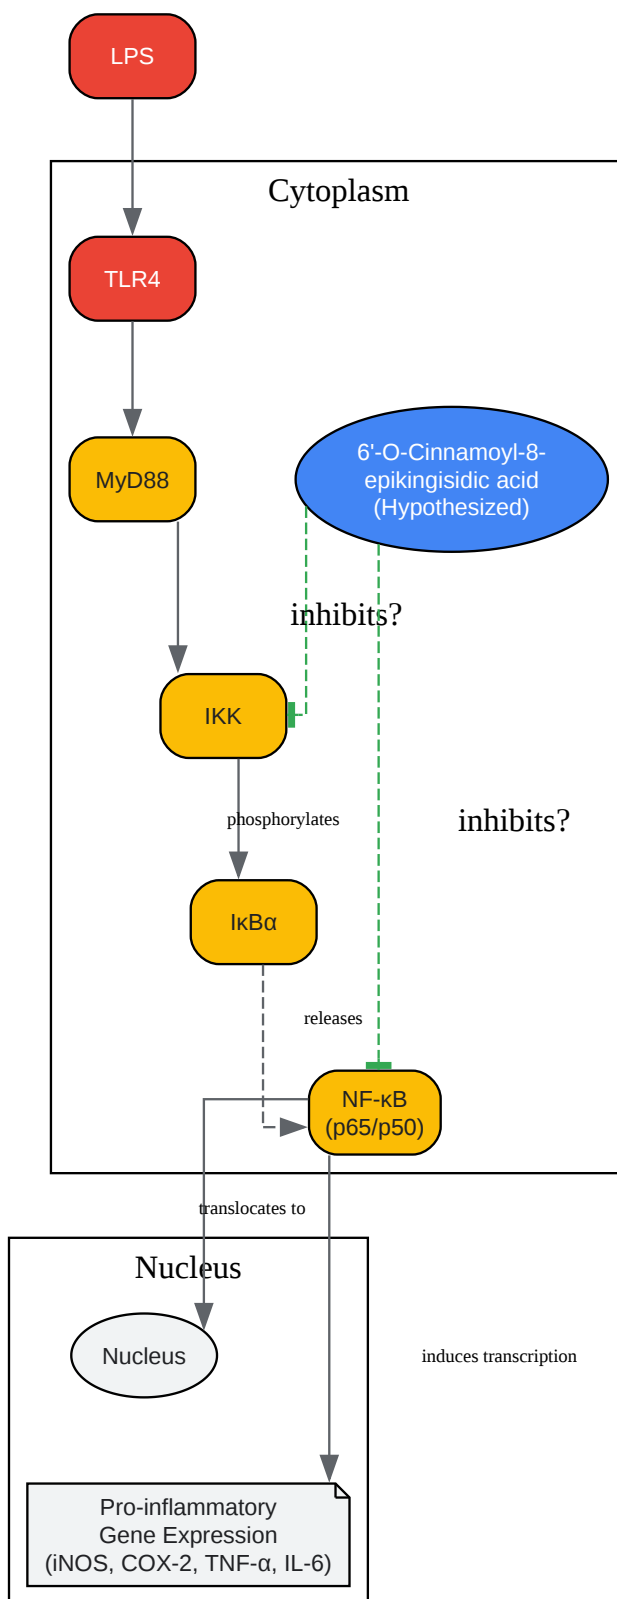 LPS
Cytoplasm
TLR4
MyD88
6'-O-Cinnamoyl-8-
epikingisidic acid
(Hypothesized)
inhibits?
IKK
phosphorylates
inhibits?
IκBα
releases
NF-κB
(p65/p50)
translocates to
Nucleus
Nucleus
induces transcription
Pro-inflammatory
Gene Expression
(iNOS, COX-2, TNF-α, IL-6)